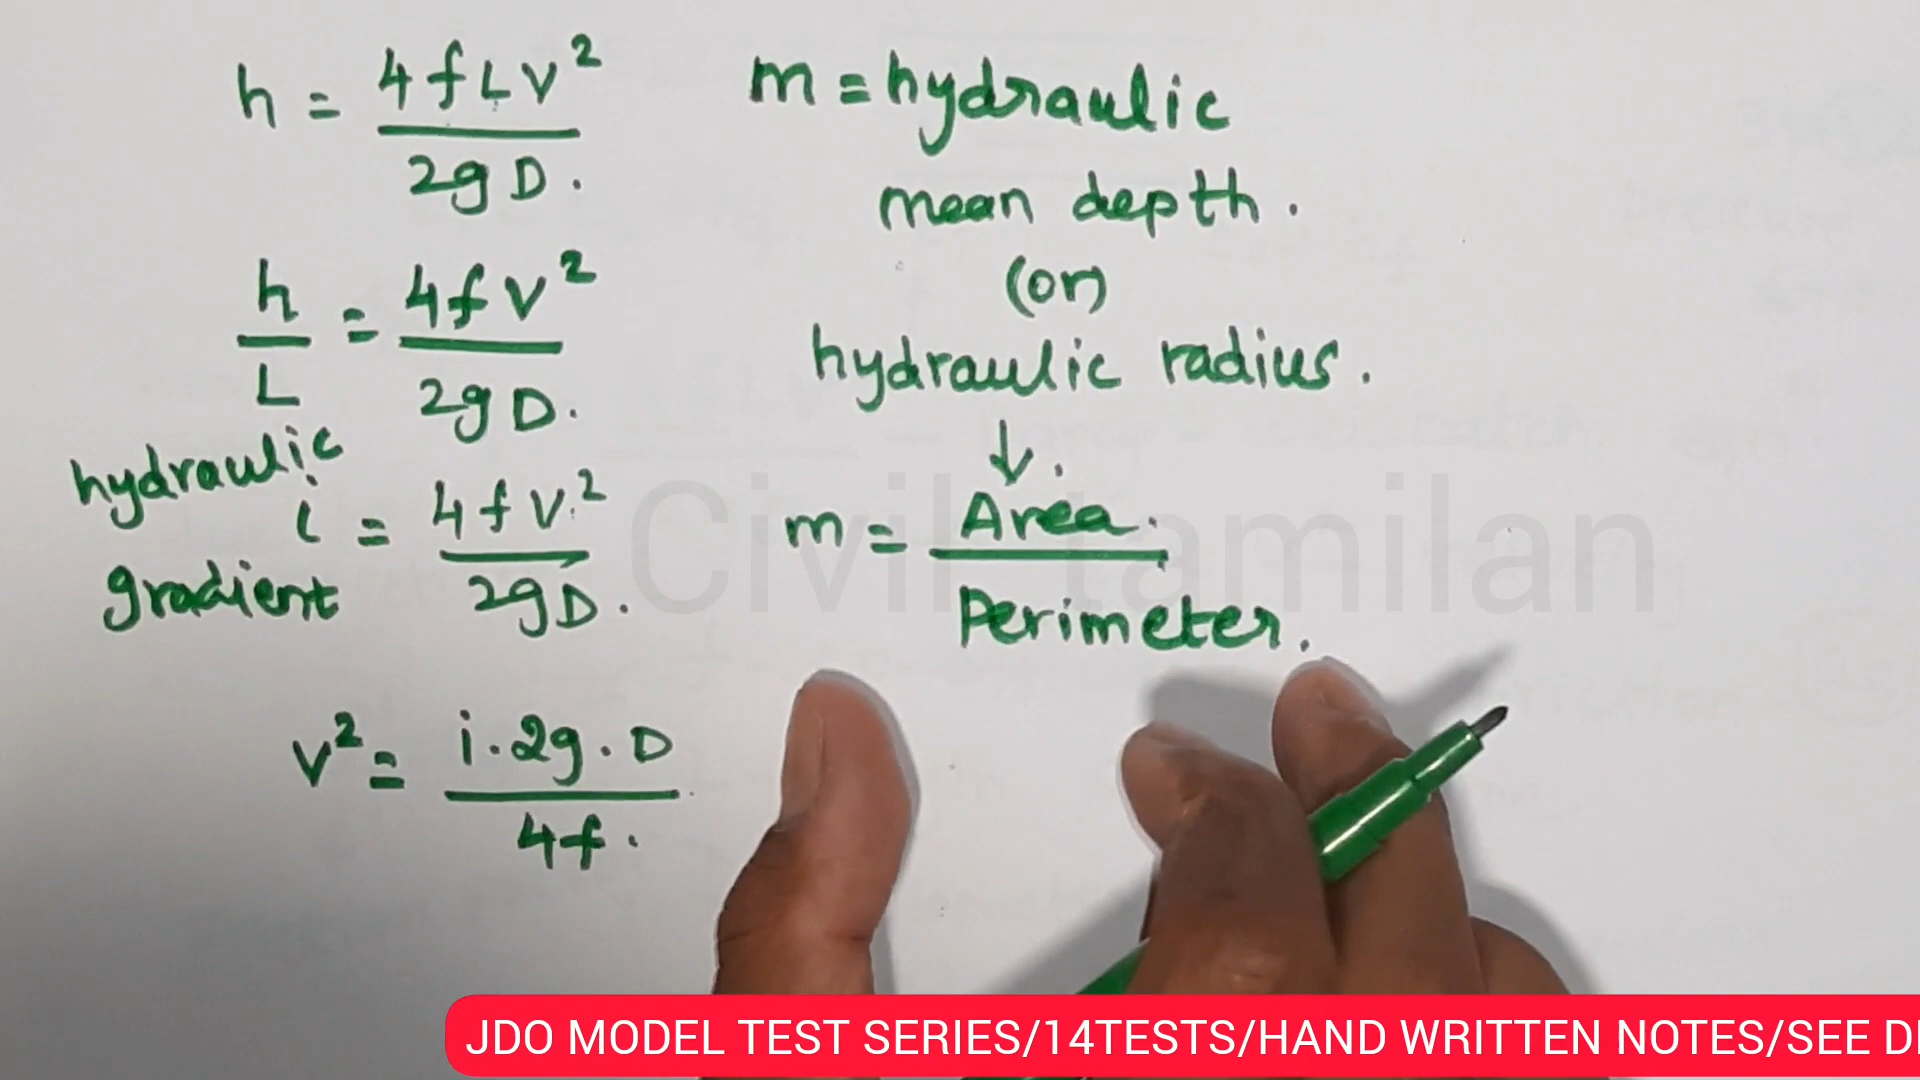 h = 4fLV² / 2gD.
h / L = 4fV² / 2gD.
hydraulic
gradient
i = 4fV² / 2gD.
V² = i.2g.D / 4f.
m = hydraulic
mean depth.
(or)
hydraulic radius.
↓.
m = Area. / Perimeter.
Civil tamilan
JDO MODEL TEST SERIES/14TESTS/HAND WRITTEN NOTES/SEE